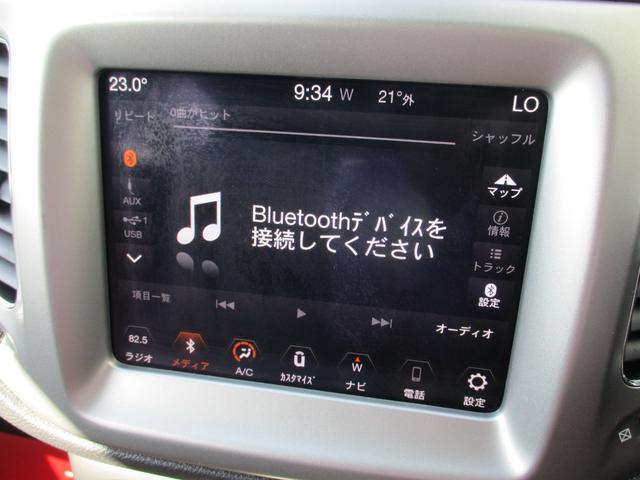 23.0°
9:34 W 21°外
LO
リピート
0曲がヒット
シャッフル
AUX
1
USB
Bluetoothﾃﾞﾊﾞｲｽを
接続してください
マップ
情報
トラック
設定
項目一覧
オーディオ
82.5
ラジオ
メディア
A/C
ｶｽﾀﾏｲｽﾞ
W
ナビ
電話
設定